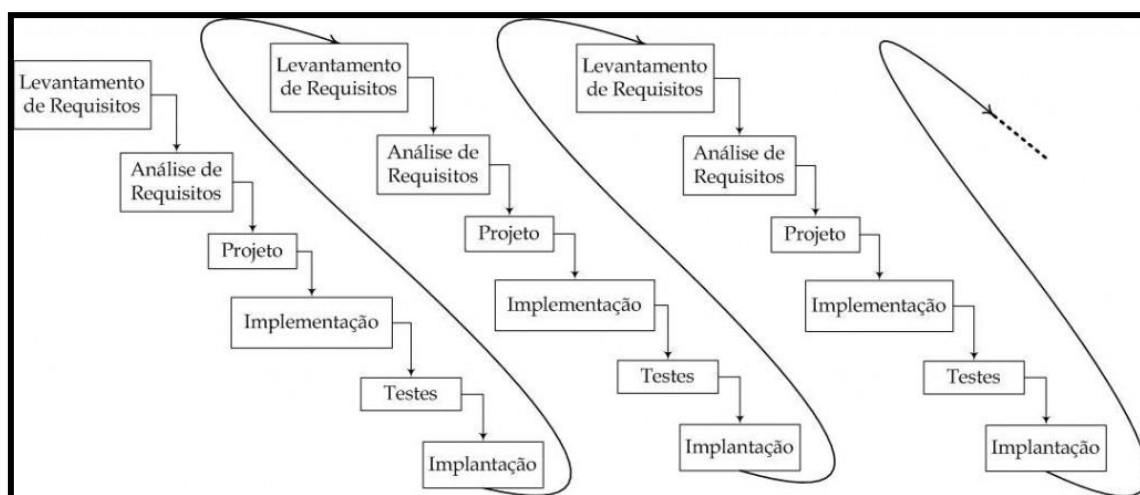 Levantamento
de Requisitos
Análise de
Requisitos
Projeto
Implementação
Testes
Implantação
Levantamento
de Requisitos
Análise de
Requisitos
Projeto
Implementação
Testes
Implantação
Levantamento
de Requisitos
Análise de
Requisitos
Projeto
Implementação
Testes
Implantação